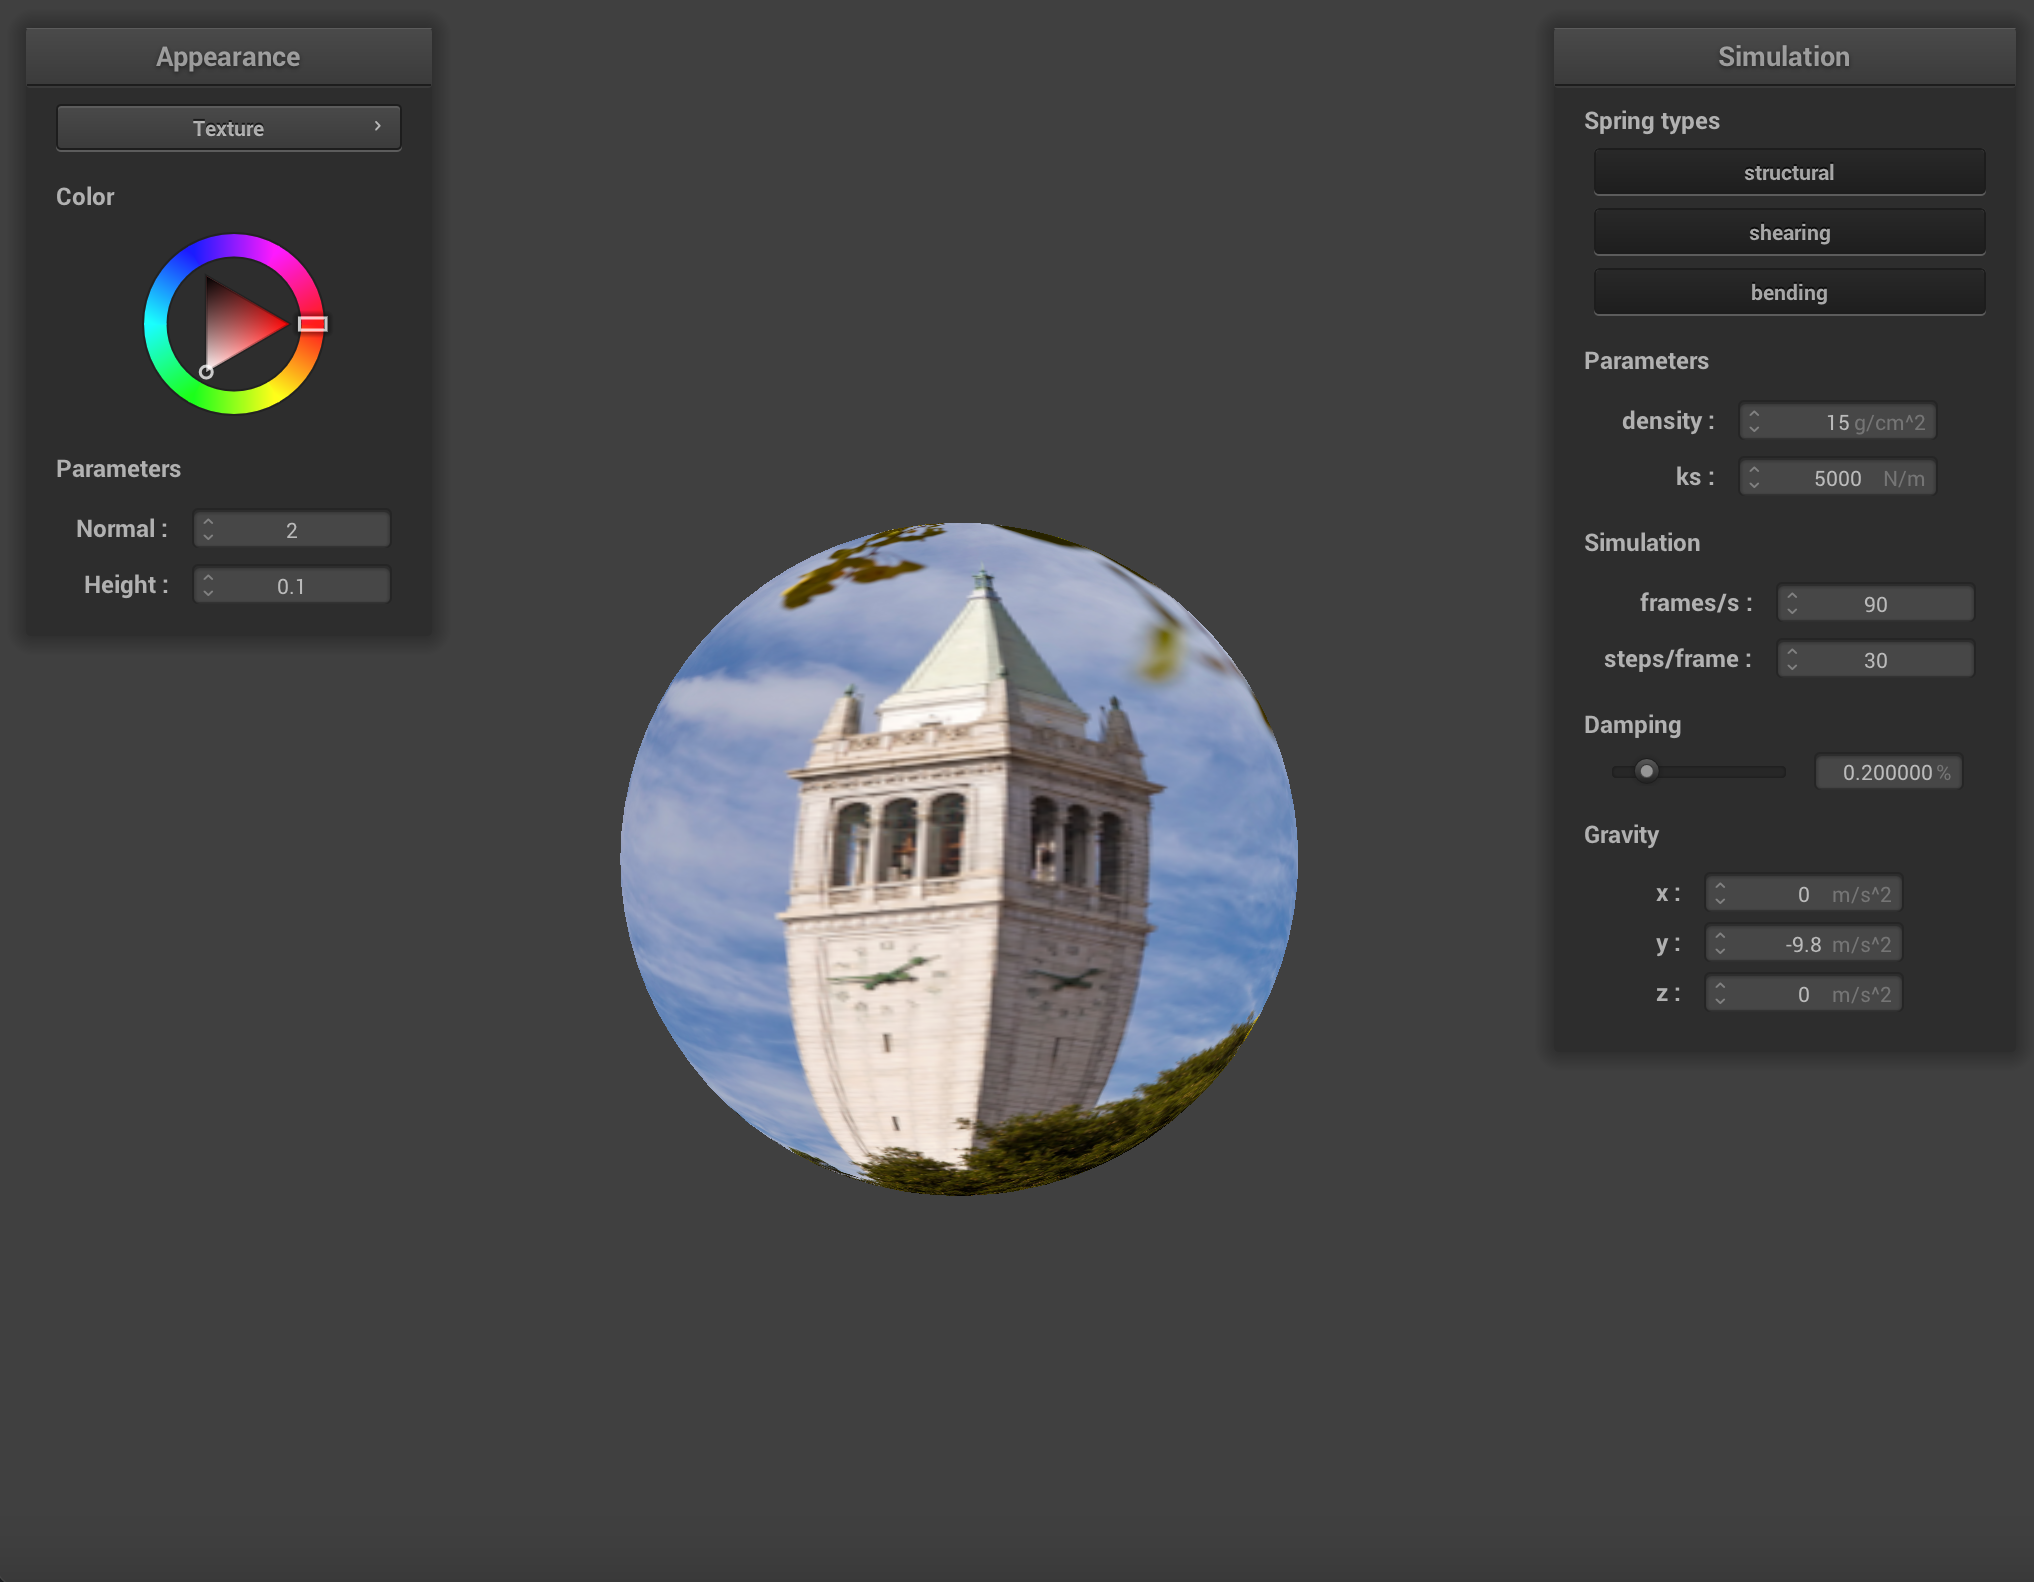 Appearance
Texture
Color
Parameters
Normal : 2
Height : 0.1
Simulation
Spring types
structural
shearing
bending
Parameters
density : 15 g/cm^2
ks : 5000 N/m
Simulation
frames/s : 90
steps/frame : 30
Damping
0.200000 %
Gravity
x : 0 m/s^2
y : -9.8 m/s^2
z : 0 m/s^2